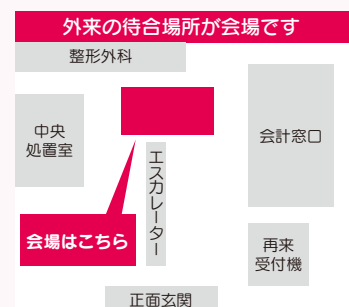 外来の待合場所が会場です
整形外科
中央
処置室
会計窓口
エスカレーター
会場はこちら
再来
受付機
正面玄関